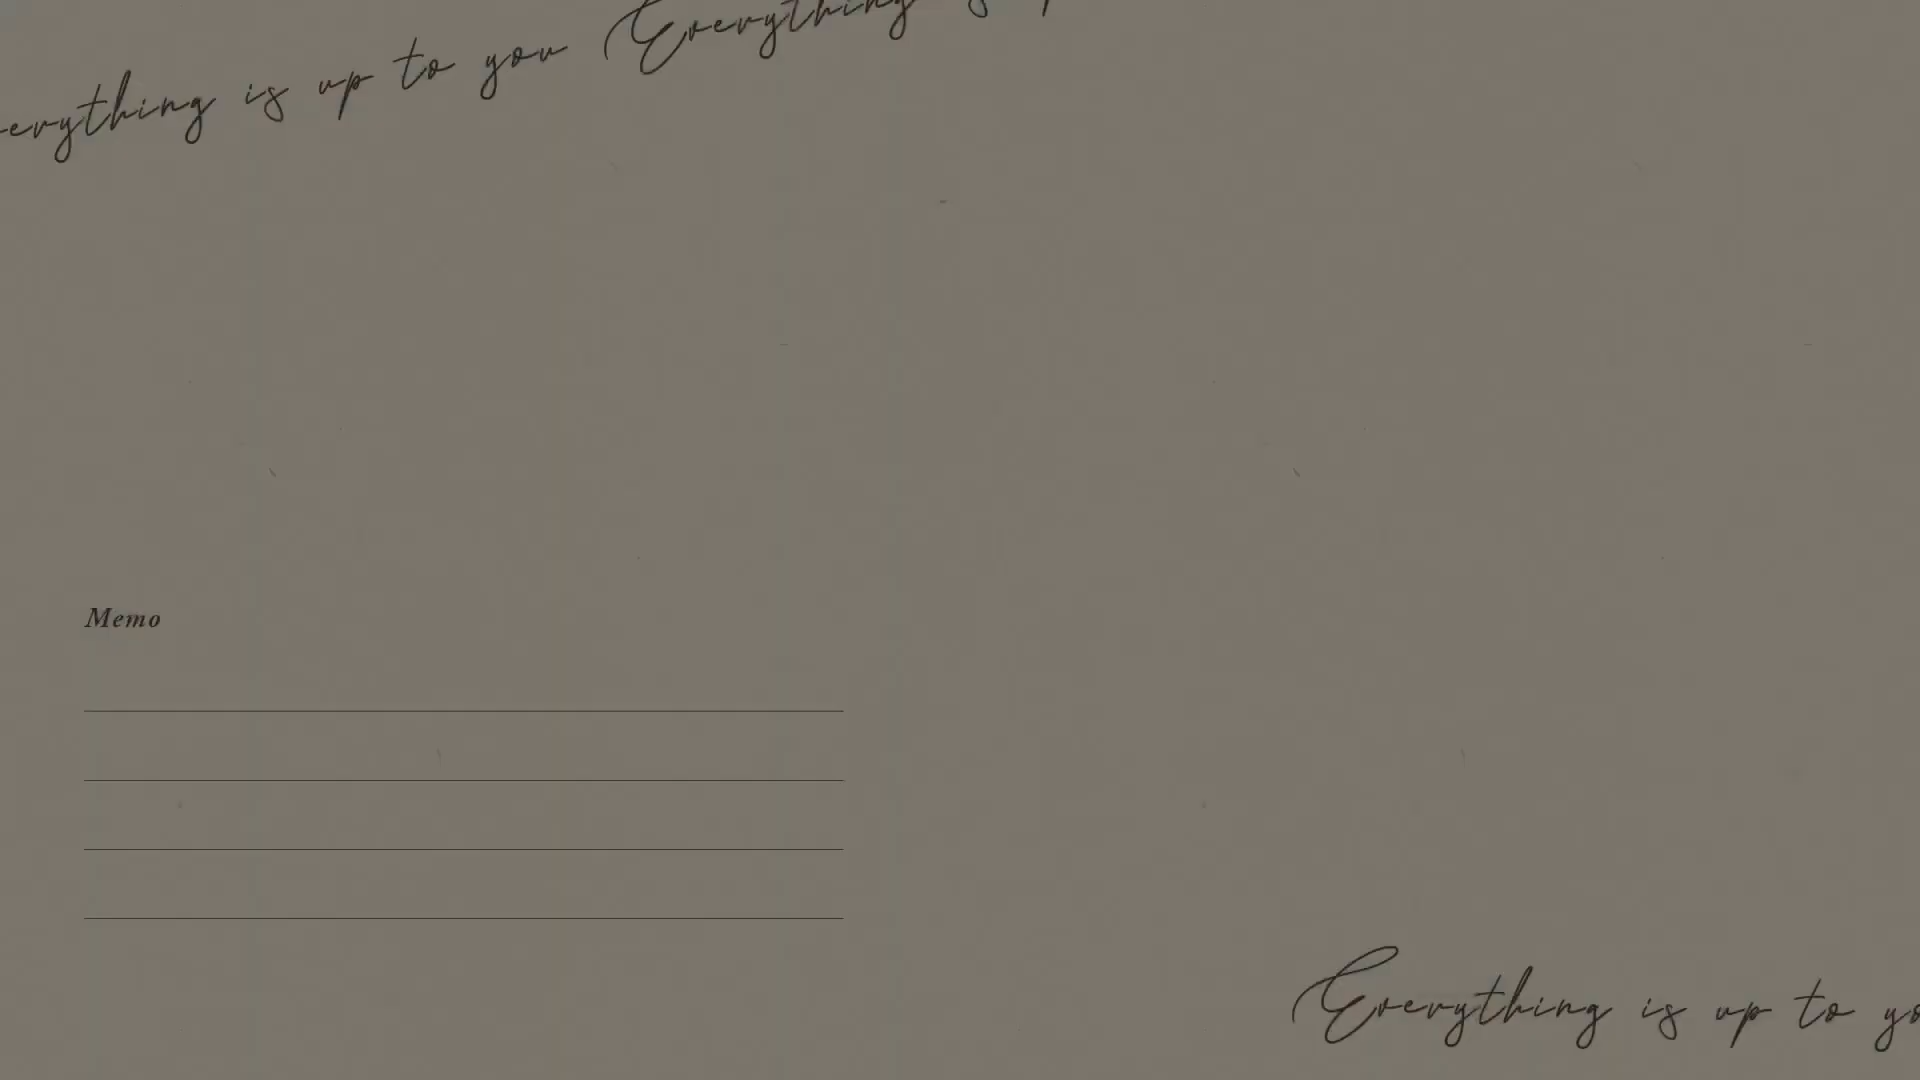 erything is up to you Everything
Memo
Everything is up to yo